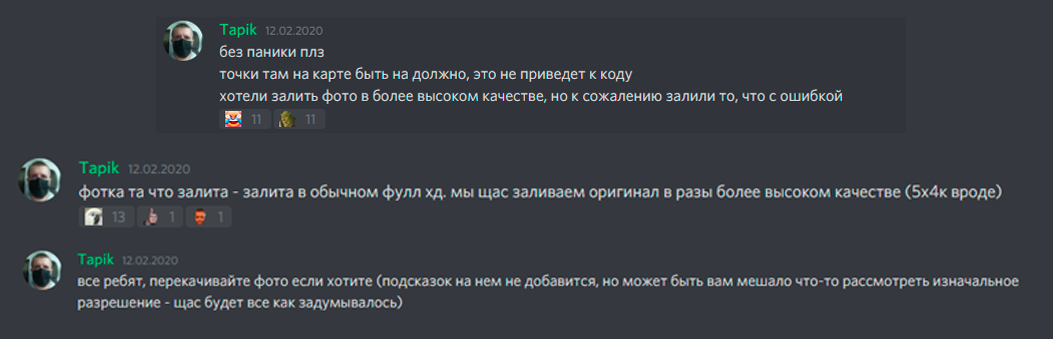 Tapik 12.02.2020
без паники плз
точки там на карте быть на должно, это не приведет к коду
хотели залить фото в более высоком качестве, но к сожалению залили то, что с ошибкой
11 11
Tapik 12.02.2020
фотка та что залита - залита в обычном фулл хд. мы щас заливаем оригинал в разы более высоком качестве (5х4к вроде)
13 1 1
Tapik 12.02.2020
все ребят, перекачивайте фото если хотите (подсказок на нем не добавится, но может быть вам мешало что-то рассмотреть изначальное
разрешение - щас будет все как задумывалось)